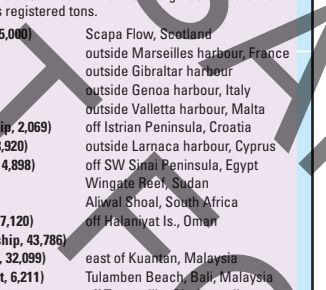 s registered tons.
5,000) Scapa Flow, Scotland
outside Marseilles harbour, France
outside Gibraltar harbour
outside Genoa harbour, Italy
outside Valletta harbour, Malta
ip, 2,069) off Istrian Peninsula, Croatia
,920) outside Larnaca harbour, Cyprus
4,898) off SW Sinai Peninsula, Egypt
Wingate Reef, Sudan
Aliwal Shoal, South Africa
7,120) off Halaniyat Is., Oman
ship, 43,786)
, 32,099) east of Kuantan, Malaysia
t, 6,211) Tulamben Beach, Bali, Malaysia